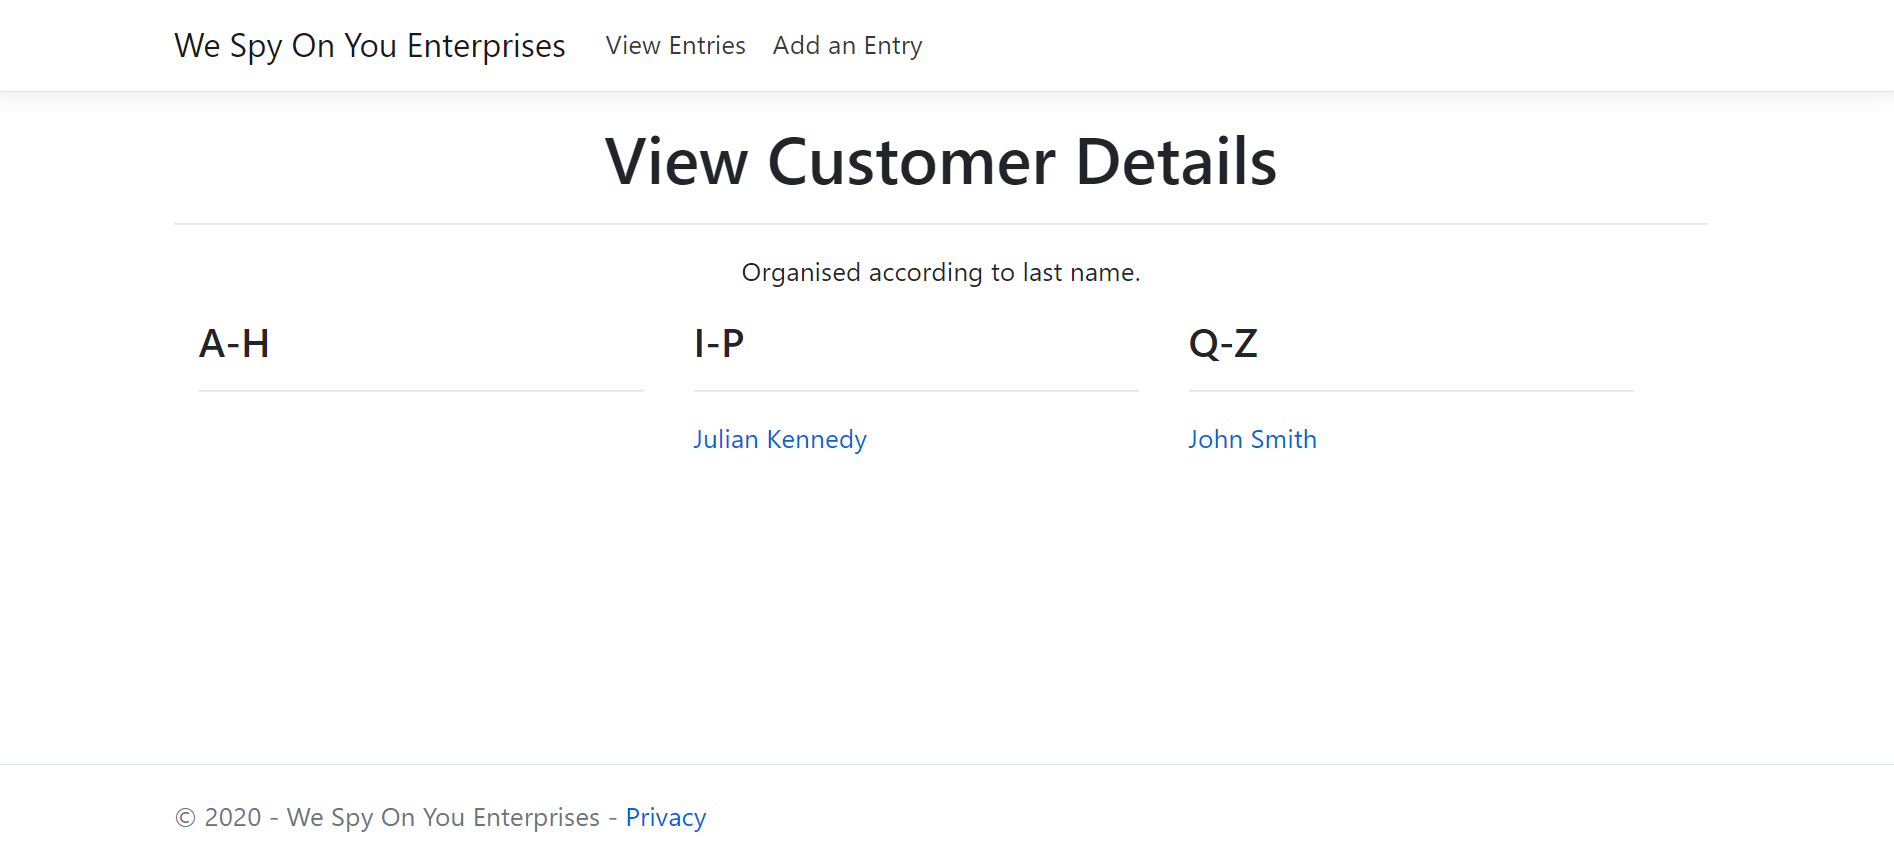 We Spy On You Enterprises View Entries Add an Entry
View Customer Details
Organised according to last name.
A-H
I-P
Q-Z
Julian Kennedy
John Smith
© 2020 - We Spy On You Enterprises - Privacy